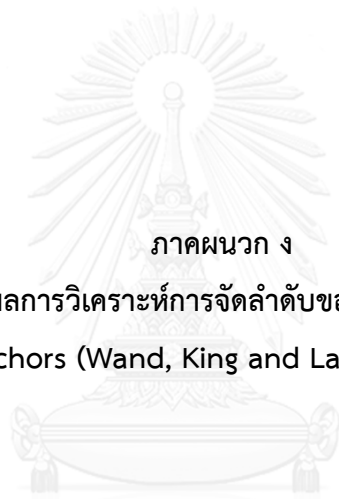 ภาคผนวก ง
ผลการวิเคราะห์การจัดลำดับขอ
chors (Wand, King and La